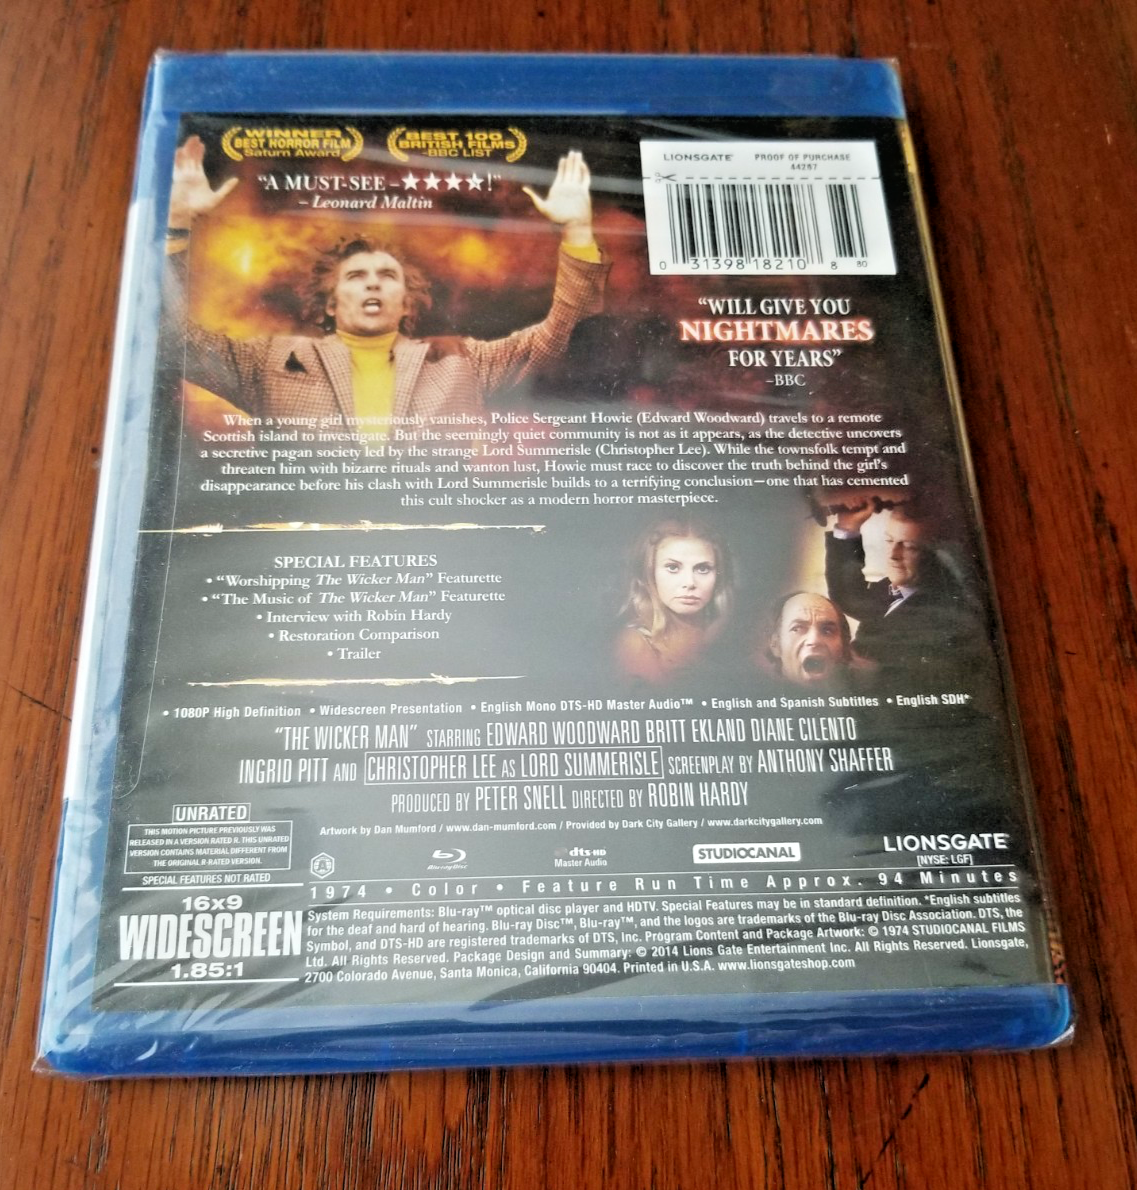 WINNER
BEST HORROR FILM
Saturn Award
BEST 100
BRITISH FILMS
-BBC LIST
"A MUST-SEE –★★★★!"
– Leonard Maltin
LIONSGATE PROOF OF PURCHASE
44267
0 31398 18210 8 80
"WILL GIVE YOU
NIGHTMARES
FOR YEARS"
–BBC
When a young girl mysteriously vanishes, Police Sergeant Howie (Edward Woodward) travels to a remote
Scottish island to investigate. But the seemingly quiet community is not as it appears, as the detective uncovers
a secretive pagan society led by the strange Lord Summerisle (Christopher Lee). While the townsfolk tempt and
threaten him with bizarre rituals and wanton lust, Howie must race to discover the truth behind the girl's
disappearance before his clash with Lord Summerisle builds to a terrifying conclusion—one that has cemented
this cult shocker as a modern horror masterpiece.
SPECIAL FEATURES
• "Worshipping The Wicker Man" Featurette
• "The Music of The Wicker Man" Featurette
• Interview with Robin Hardy
• Restoration Comparison
• Trailer
• 1080P High Definition • Widescreen Presentation • English Mono DTS-HD Master Audio™ • English and Spanish Subtitles • English SDH*
"THE WICKER MAN" STARRING EDWARD WOODWARD BRITT EKLAND DIANE CILENTO
INGRID PITT AND CHRISTOPHER LEE AS LORD SUMMERISLE SCREENPLAY BY ANTHONY SHAFFER
PRODUCED BY PETER SNELL DIRECTED BY ROBIN HARDY
Artwork by Dan Mumford / www.dan-mumford.com / Provided by Dark City Gallery / www.darkcitygallery.com
UNRATED
THIS MOTION PICTURE PREVIOUSLY WAS
RELEASED IN A VERSION RATED R. THIS UNRATED
VERSION CONTAINS MATERIAL DIFFERENT FROM
THE ORIGINAL R-RATED VERSION.
SPECIAL FEATURES NOT RATED
Blu-ray Disc
dts-HD
Master Audio
STUDIOCANAL
LIONSGATE
[NYSE: LGF]
1974 • Color • Feature Run Time Approx. 94 Minutes
16x9
WIDESCREEN
1.85:1
System Requirements: Blu-ray™ optical disc player and HDTV. Special Features may be in standard definition. *English subtitles
for the deaf and hard of hearing. Blu-ray Disc™, Blu-ray™, and the logos are trademarks of the Blu-ray Disc Association. DTS, the
Symbol, and DTS-HD are registered trademarks of DTS, Inc. Program Content and Package Artwork: © 1974 STUDIOCANAL FILMS
Ltd. All Rights Reserved. Package Design and Summary: © 2014 Lions Gate Entertainment Inc. All Rights Reserved. Lionsgate,
2700 Colorado Avenue, Santa Monica, California 90404. Printed in U.S.A. www.lionsgateshop.com